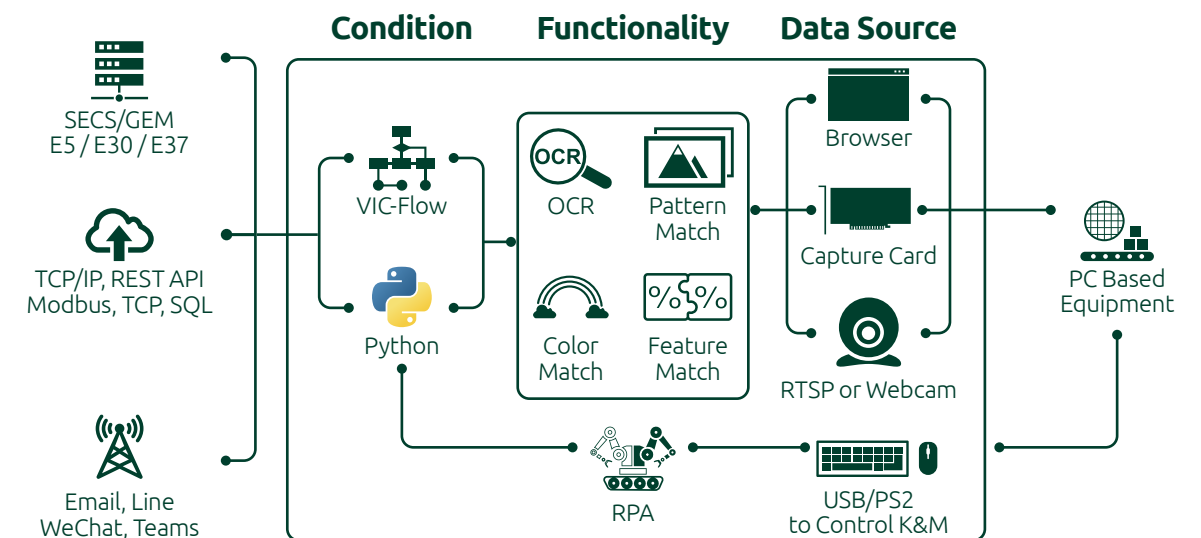 Condition
Functionality
Data Source
SECS/GEM
E5 / E30 / E37
TCP/IP, REST API
Modbus, TCP, SQL
Email, Line
WeChat, Teams
VIC-Flow
Python
OCR
OCR
Pattern
Match
Color
Match
%
%
Feature
Match
Browser
Capture Card
RTSP or Webcam
RPA
USB/PS2
to Control K&M
PC Based
Equipment